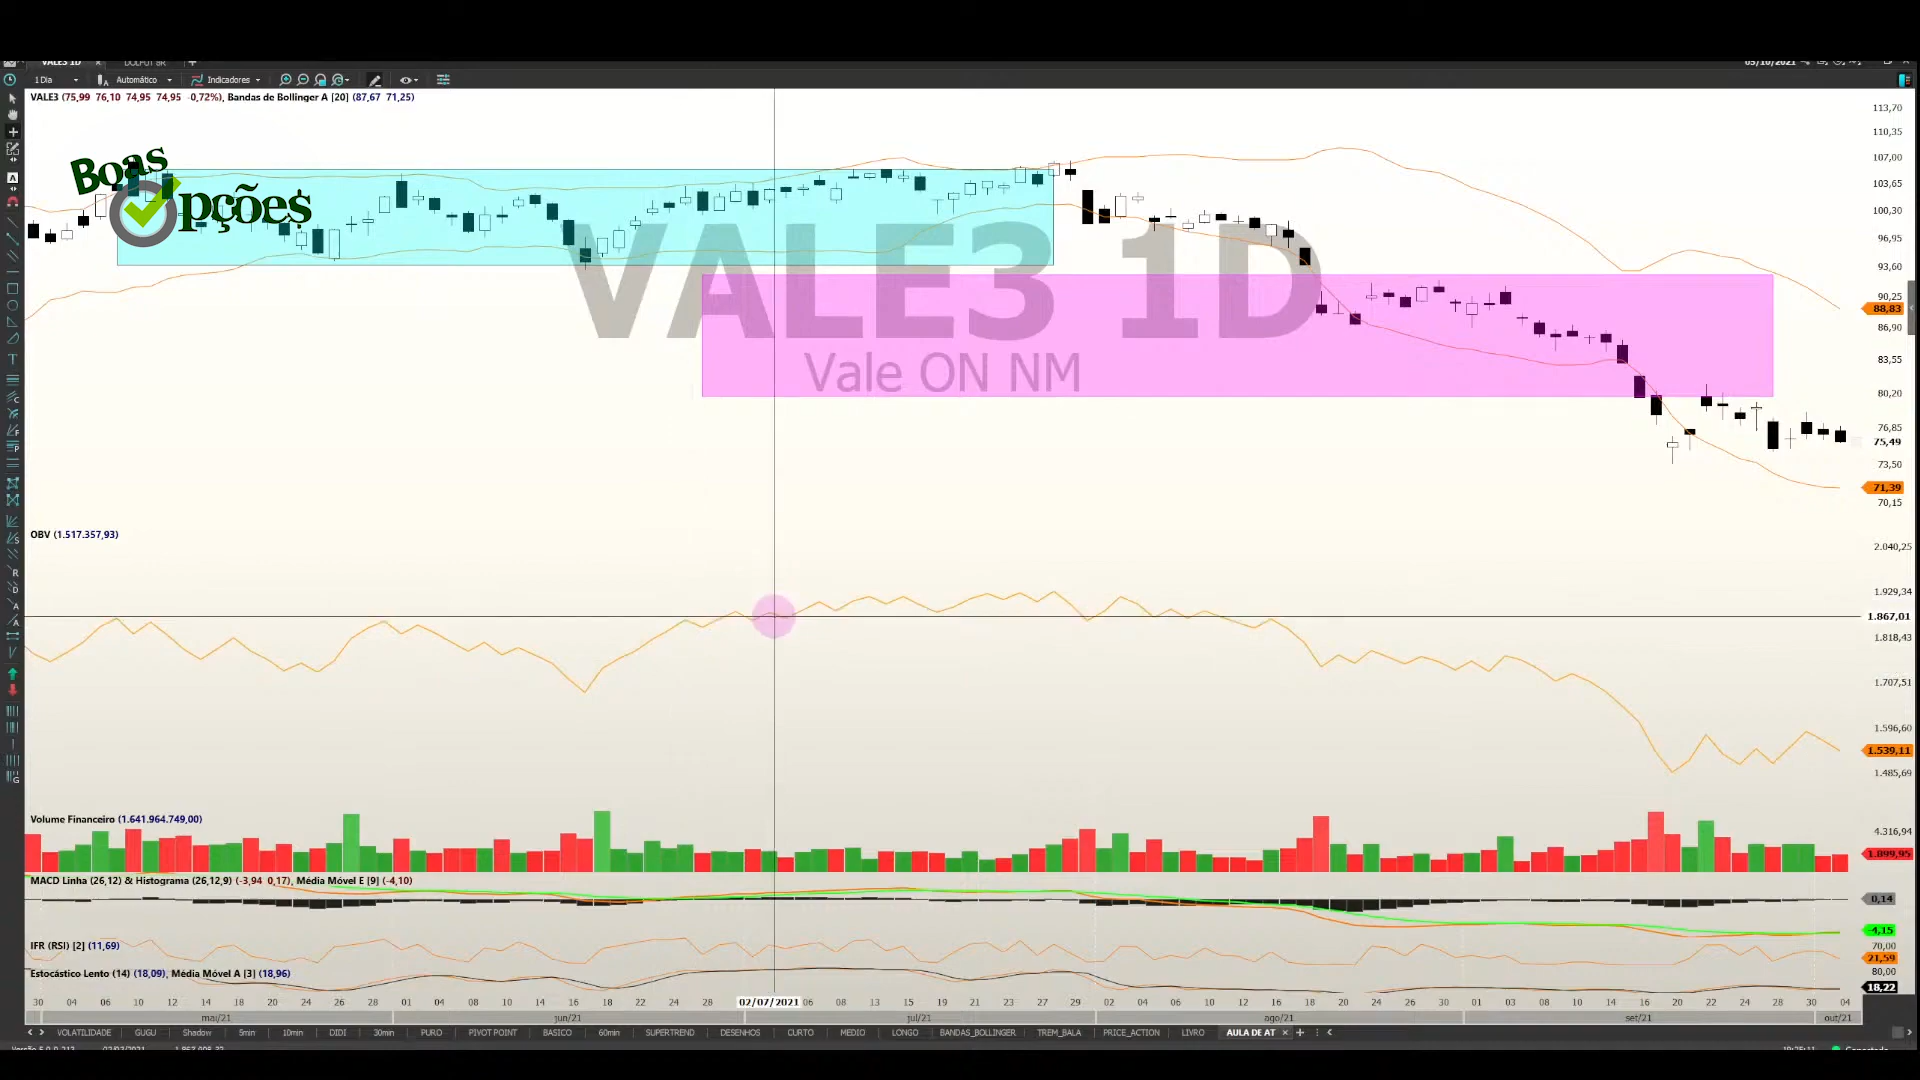 VALE3 1D
DOLFUT BR
05/10/2021
1 Dia
Automático
Indicadores
VALE3 (75,99 76,10 74,95 74,95 -0,72%), Bandas de Bollinger A [20] (87,67 71,25)
Boas
pções
VALE3 1D
Vale ON NM
113,70
110,35
107,00
103,65
100,30
96,95
93,60
90,25
88,83
86,90
83,55
80,20
76,85
75,49
73,50
71,39
70,15
OBV (1.517.357,93)
2.040,25
1.929,34
1.867,01
1.818,43
1.707,51
1.596,60
1.539,11
1.485,69
Volume Financeiro (1.641.964.749,00)
4.316,94
1.899,95
MACD Linha (26,12) & Histograma (26,12,9) (-3,94 0,17), Média Móvel E [9] (-4,10)
0,14
-4,15
IFR (RSI) [2] (11,69)
70,00
21,59
Estocástico Lento (14) (18,09), Média Móvel A [3] (18,96)
80,00
18,22
30 04 06 10 12 14 18 20 24 26 28 01 04 08 10 14 16 18 22 24 28 02/07/2021 06 08 13 15 19 21 23 27 29 02 04 06 10 12 16 18 20 24 26 30 01 03 08 10 14 16 20 22 24 28 30 04
mai/21 jun/21 jul/21 ago/21 set/21 out/21
VOLATILIDADE GUGU Shadow 5min 10min DIDI 30min PURO PIVOT POINT BASICO 60min SUPERTREND DESENHOS CURTO MEDIO LONGO BANDAS_BOLLINGER TREM_BALA PRICE_ACTION LIVRO AULA DE AT